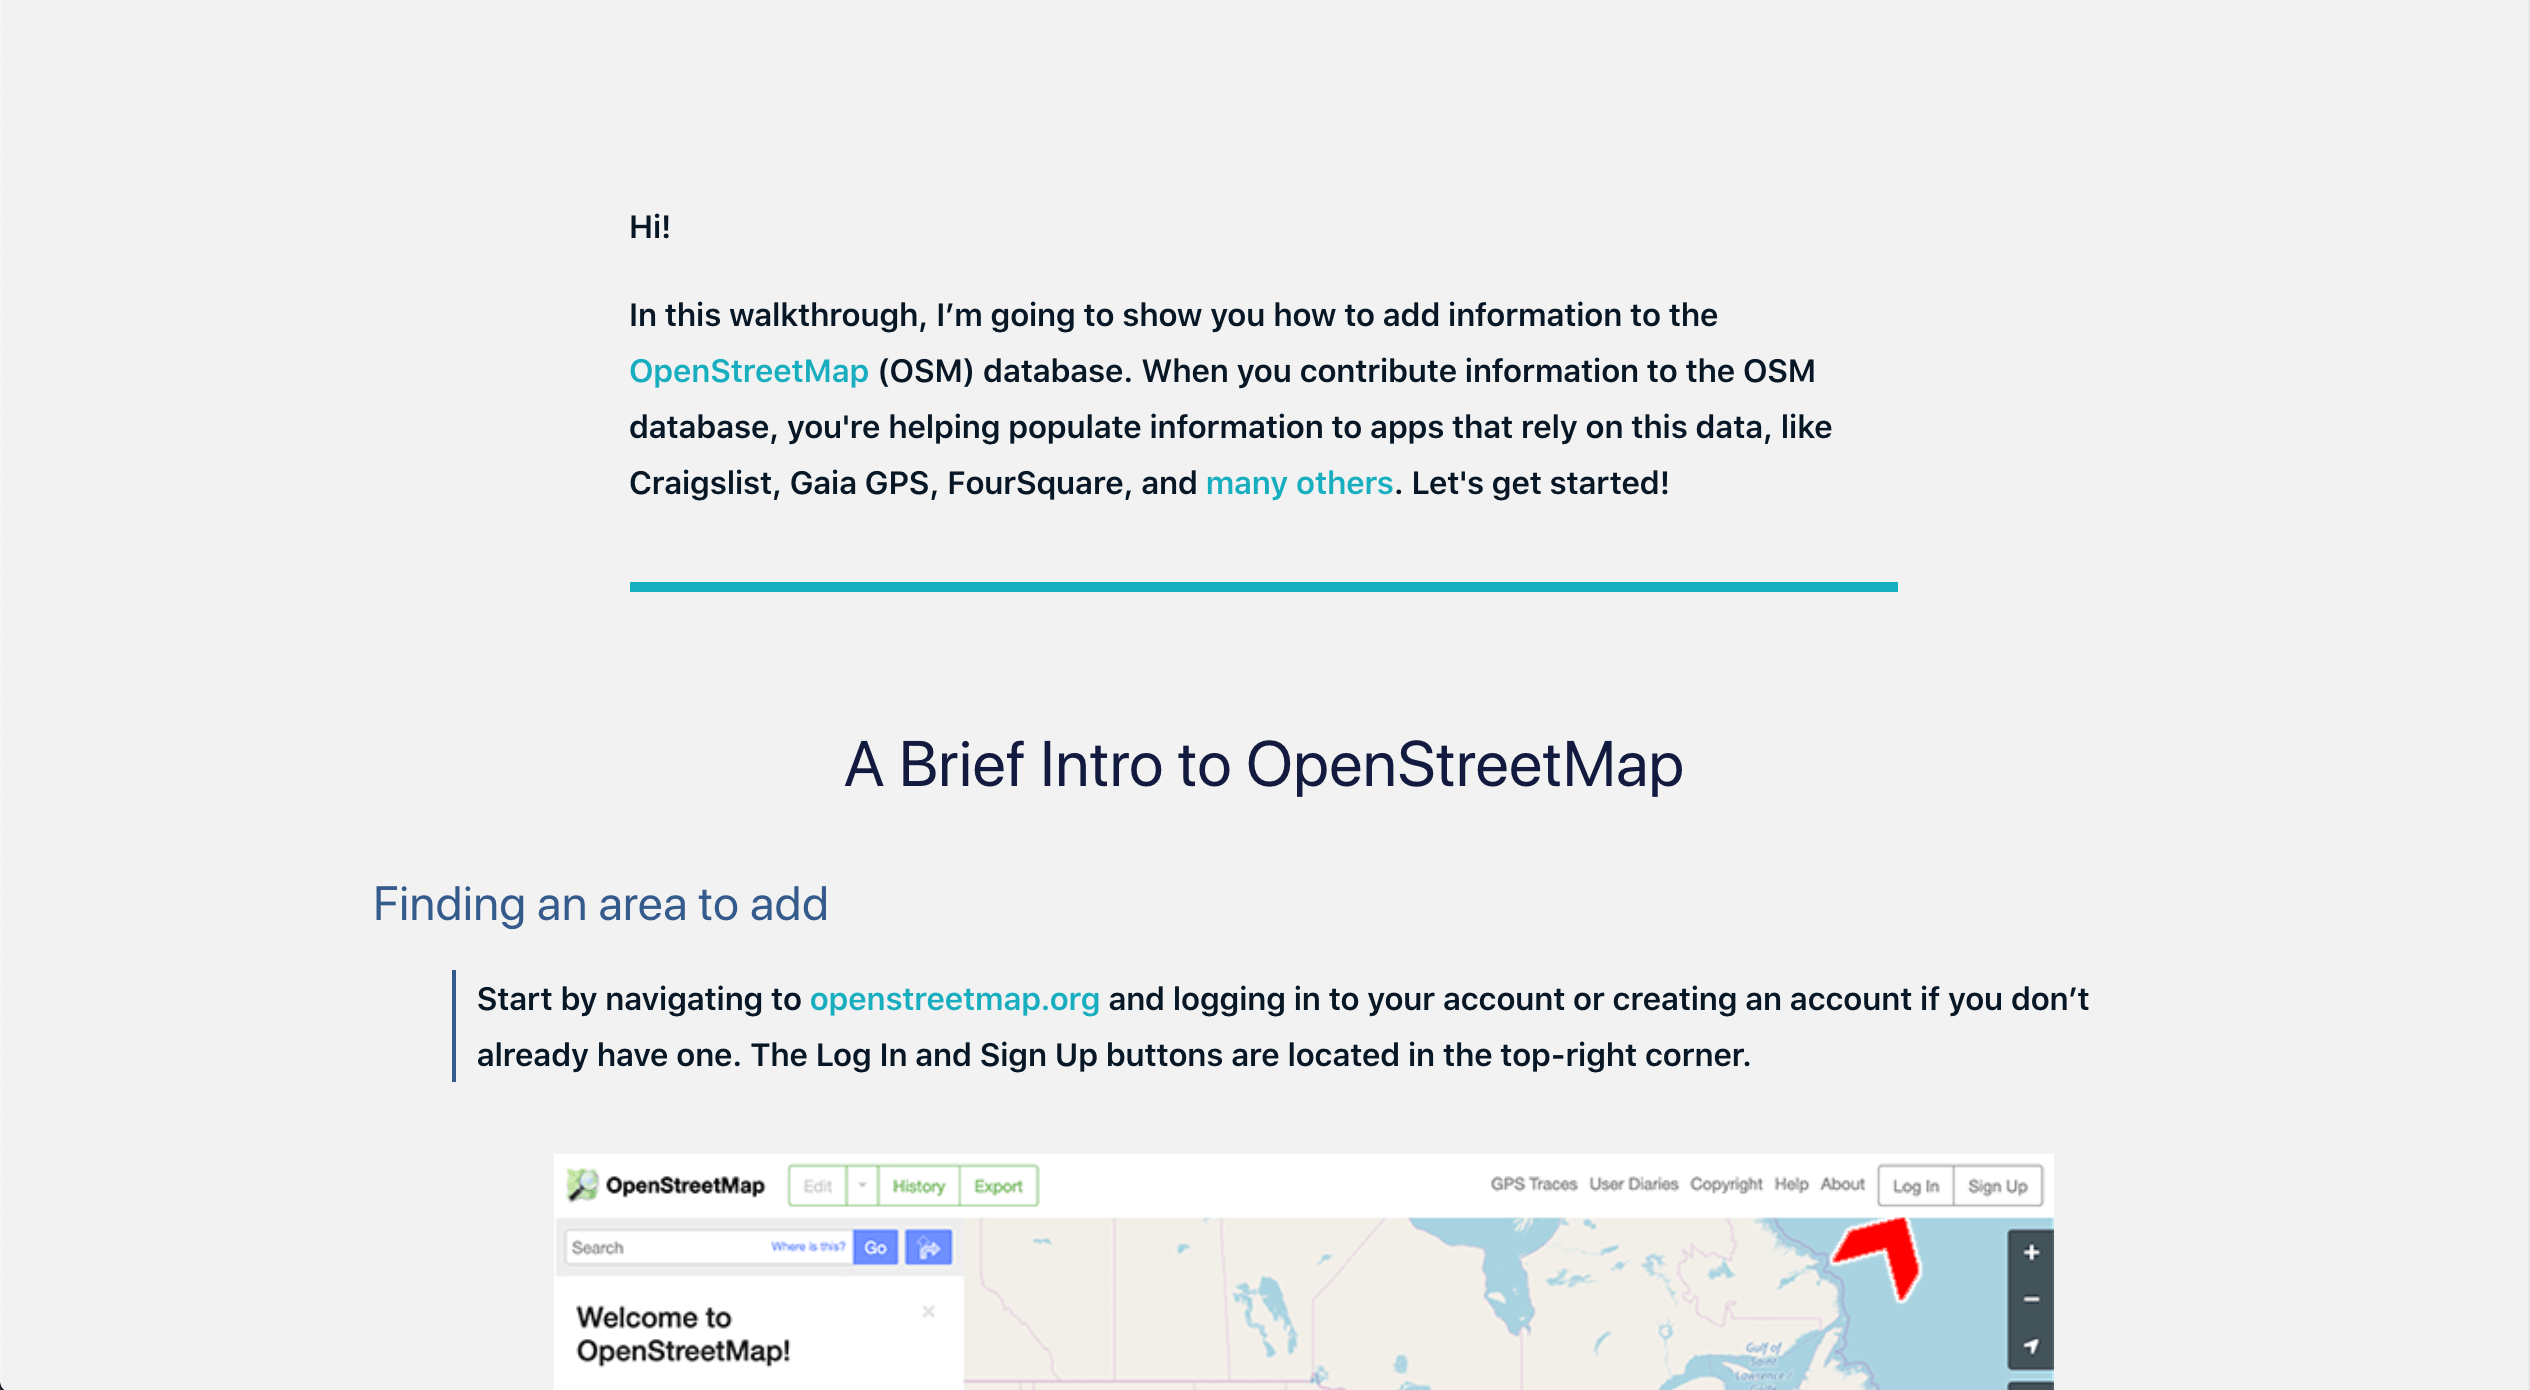 Hi!
In this walkthrough, I’m going to show you how to add information to the
OpenStreetMap (OSM) database. When you contribute information to the OSM
database, you're helping populate information to apps that rely on this data, like
Craigslist, Gaia GPS, FourSquare, and many others. Let's get started!
A Brief Intro to OpenStreetMap
Finding an area to add
Start by navigating to openstreetmap.org and logging in to your account or creating an account if you don’t
already have one. The Log In and Sign Up buttons are located in the top-right corner.
OpenStreetMap Edit History Export GPS Traces User Diaries Copyright Help About Log In Sign Up
Search Where is this? Go
Welcome to
OpenStreetMap!
Gulf of
Saint
Lawrence /